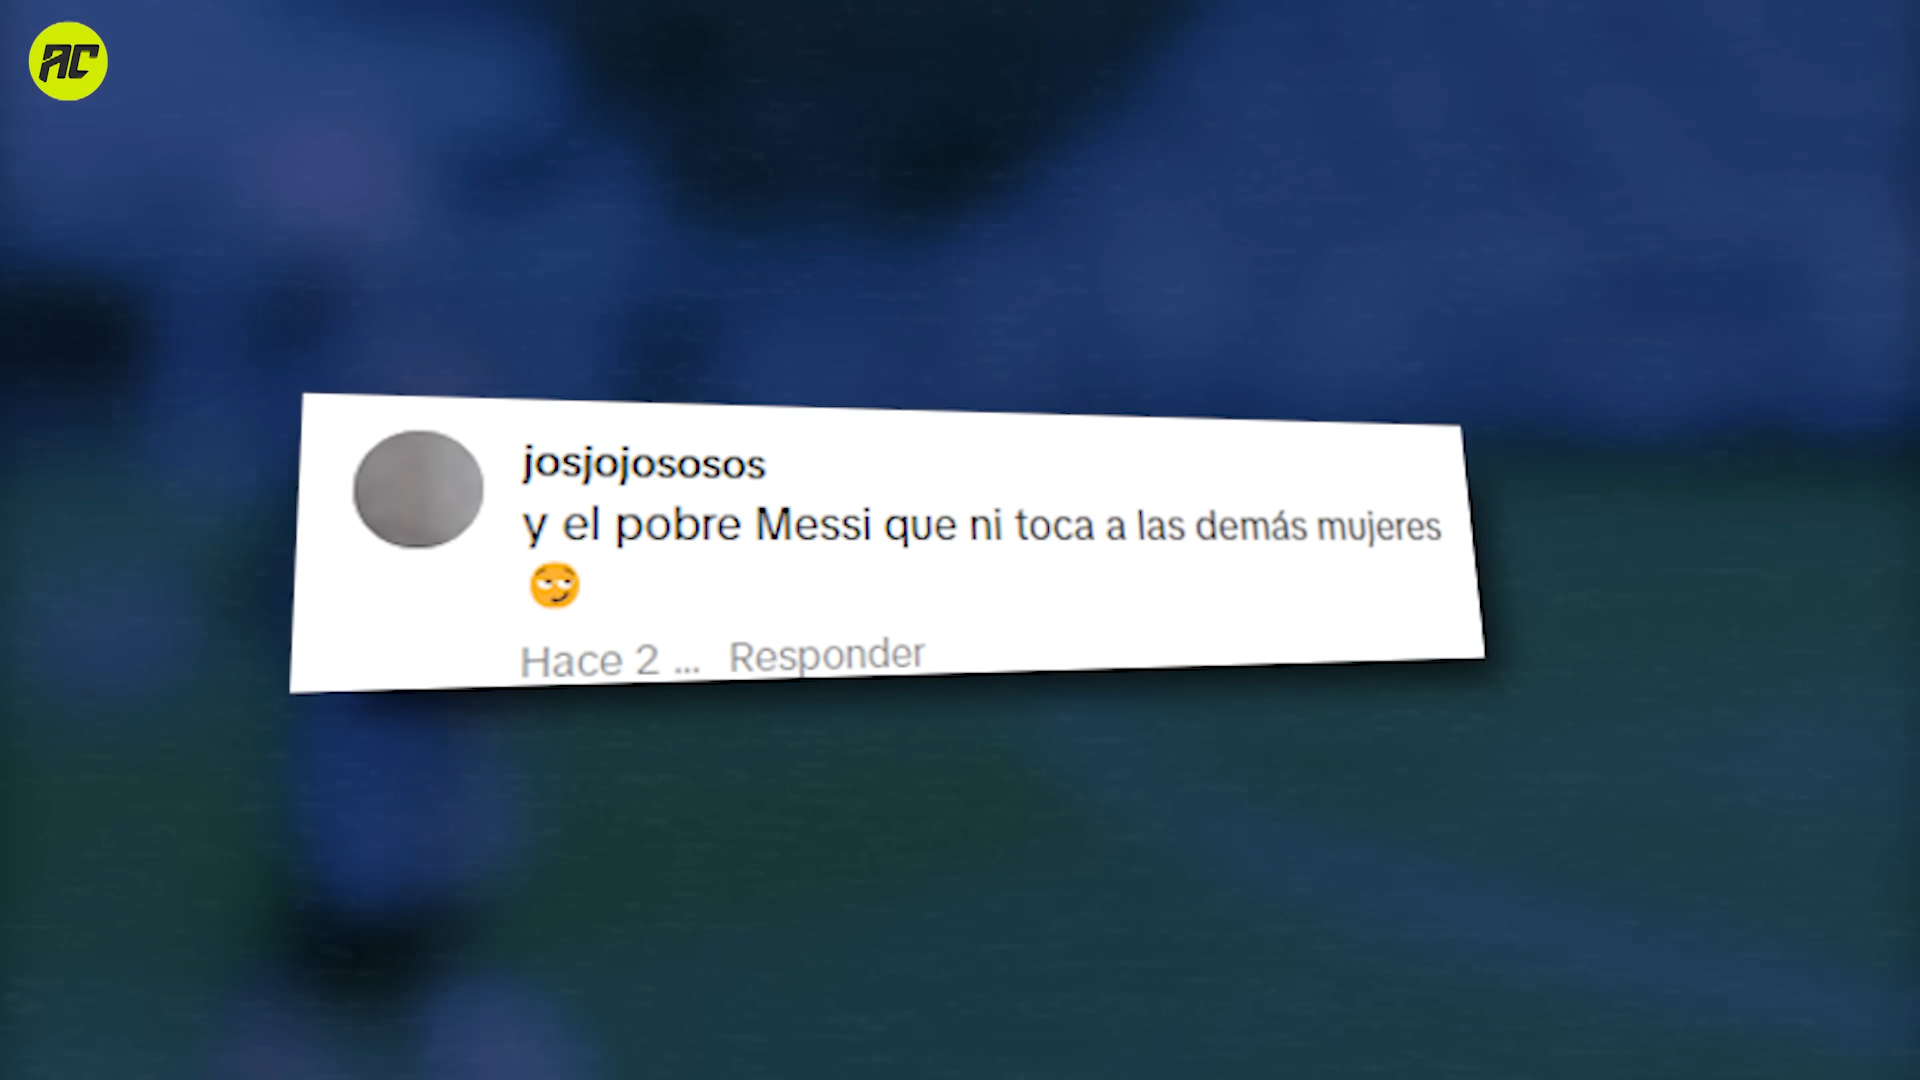 AC
josjojososos
y el pobre Messi que ni toca a las demás mujeres
😏
Hace 2 ... Responder